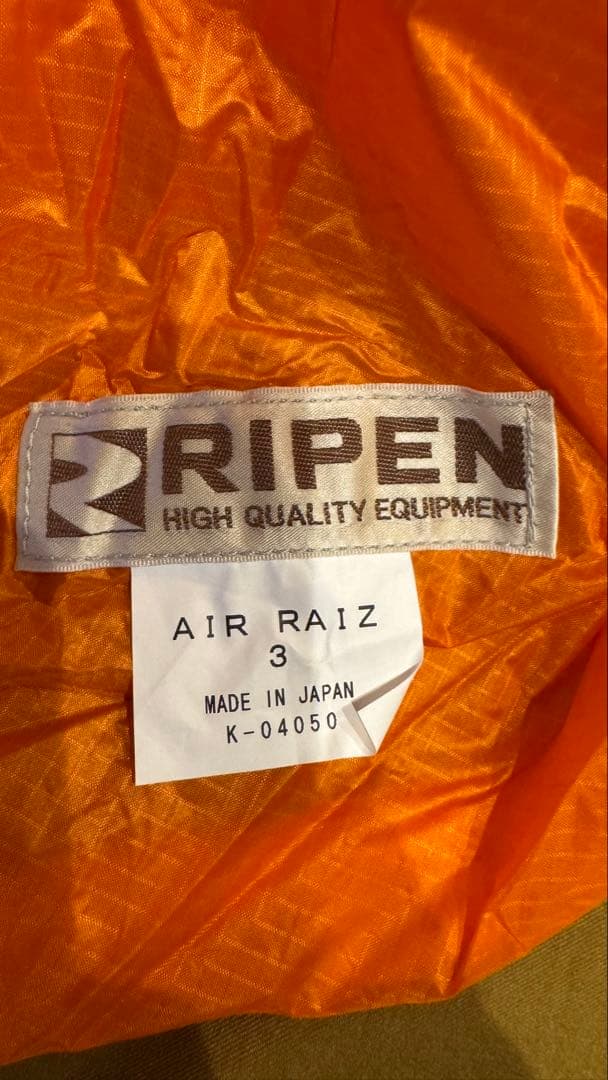 RIPEN
HIGH QUALITY EQUIPMENT
AIR RAIZ
3
MADE IN JAPAN
K-04050